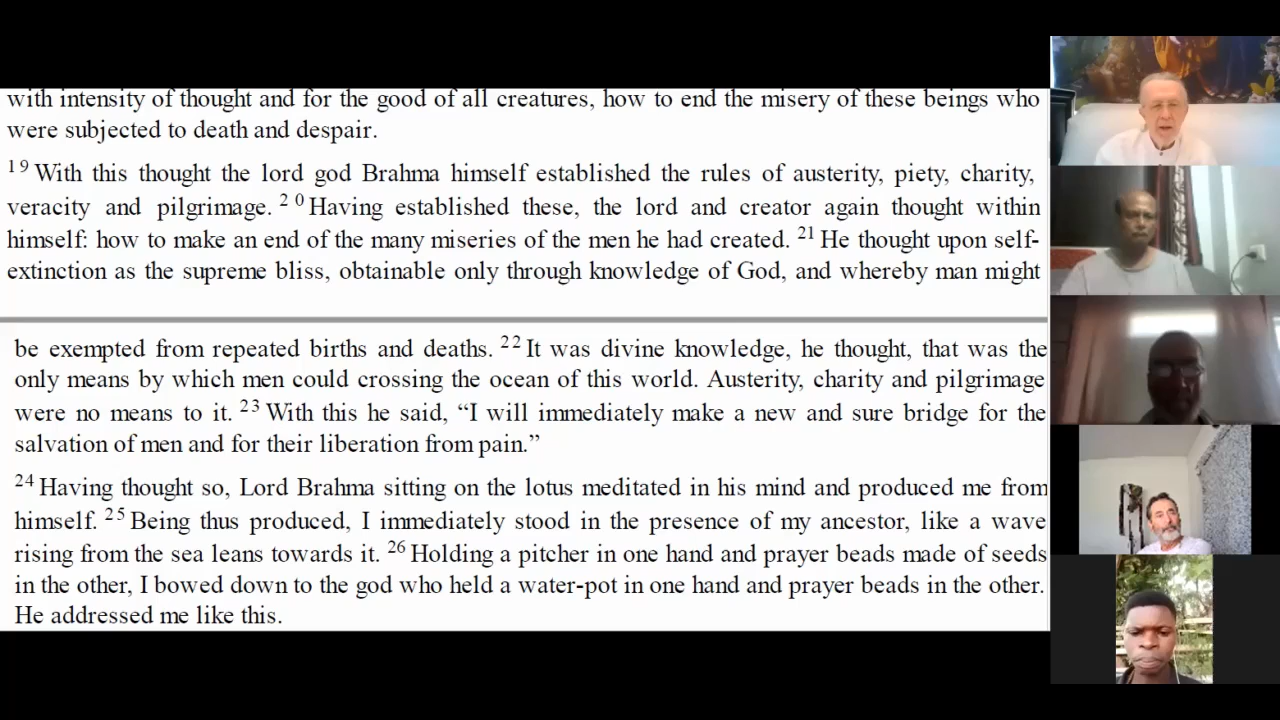 with intensity of thought and for the good of all creatures, how to end the misery of these beings who
were subjected to death and despair.
19 With this thought the lord god Brahma himself established the rules of austerity, piety, charity,
veracity and pilgrimage. 20 Having established these, the lord and creator again thought within
himself: how to make an end of the many miseries of the men he had created. 21 He thought upon self-
extinction as the supreme bliss, obtainable only through knowledge of God, and whereby man might
be exempted from repeated births and deaths. 22 It was divine knowledge, he thought, that was the
only means by which men could crossing the ocean of this world. Austerity, charity and pilgrimage
were no means to it. 23 With this he said, “I will immediately make a new and sure bridge for the
salvation of men and for their liberation from pain.”
24 Having thought so, Lord Brahma sitting on the lotus meditated in his mind and produced me from
himself. 25 Being thus produced, I immediately stood in the presence of my ancestor, like a wave
rising from the sea leans towards it. 26 Holding a pitcher in one hand and prayer beads made of seeds
in the other, I bowed down to the god who held a water-pot in one hand and prayer beads in the other.
He addressed me like this.